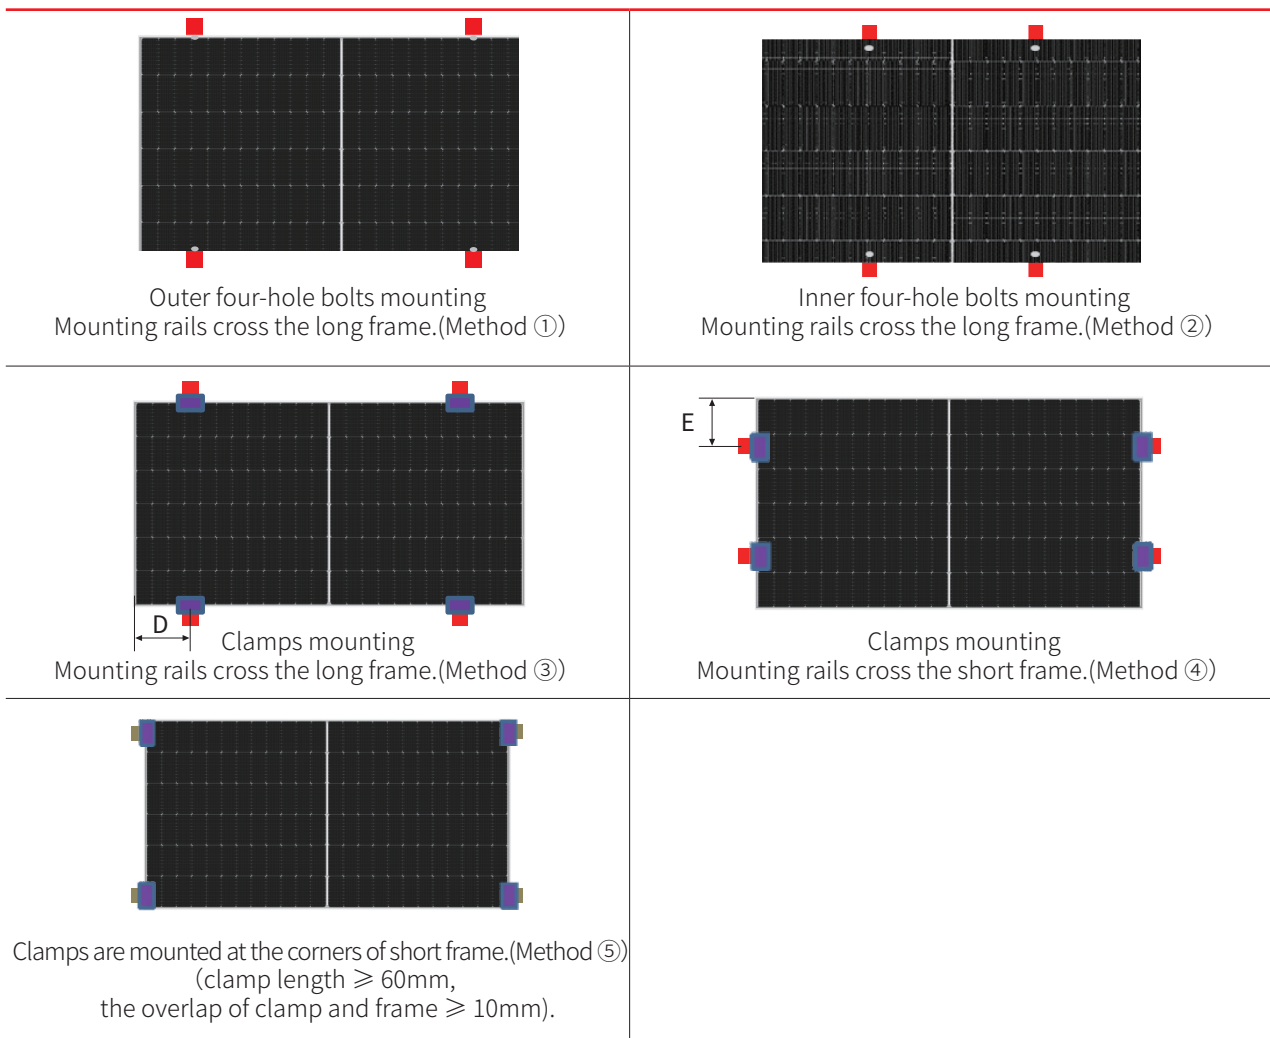 Outer four-hole bolts mounting
Mounting rails cross the long frame.(Method ①)
Inner four-hole bolts mounting
Mounting rails cross the long frame.(Method ②)
D
Clamps mounting
Mounting rails cross the long frame.(Method ③)
E
Clamps mounting
Mounting rails cross the short frame.(Method ④)
Clamps are mounted at the corners of short frame.(Method ⑤)
(clamp length ⩾ 60mm,
the overlap of clamp and frame ⩾ 10mm).